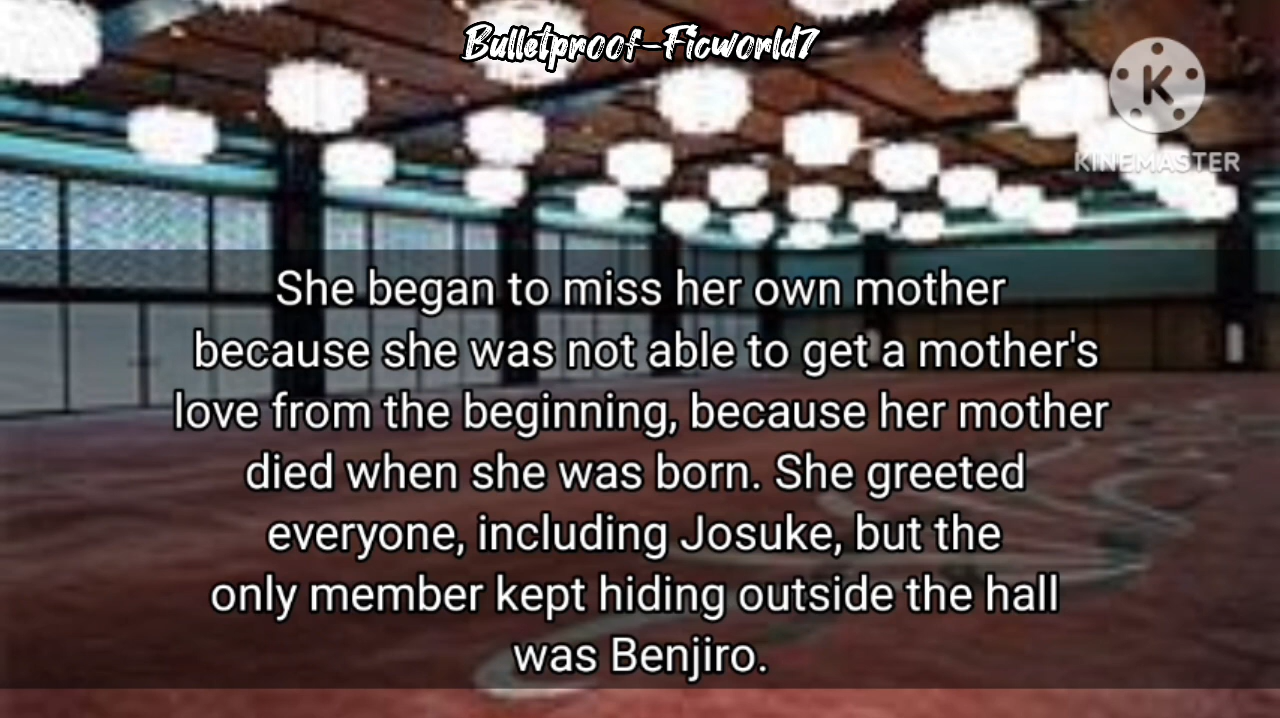 Bulletproof-Ficworld7
K
KINEMASTER
She began to miss her own mother
because she was not able to get a mother's
love from the beginning, because her mother
died when she was born. She greeted
everyone, including Josuke, but the
only member kept hiding outside the hall
was Benjiro.